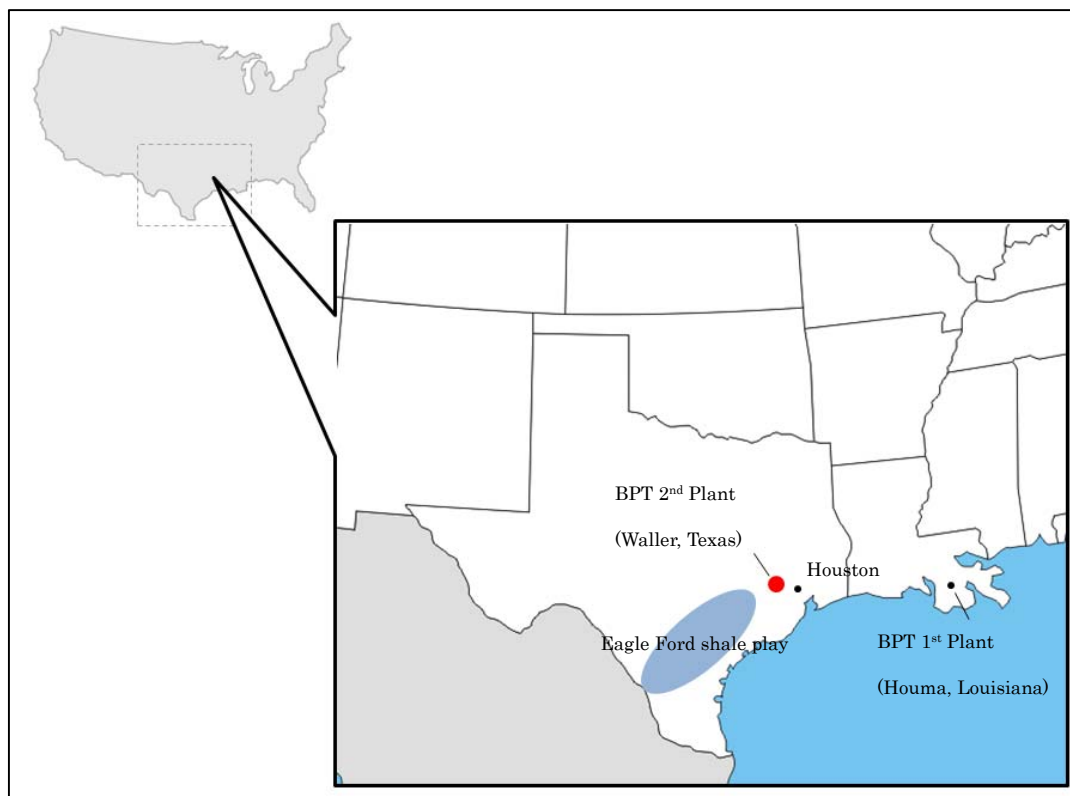 BPT 2nd Plant
(Waller, Texas)
Houston
Eagle Ford shale play
BPT 1st Plant
(Houma, Louisiana)